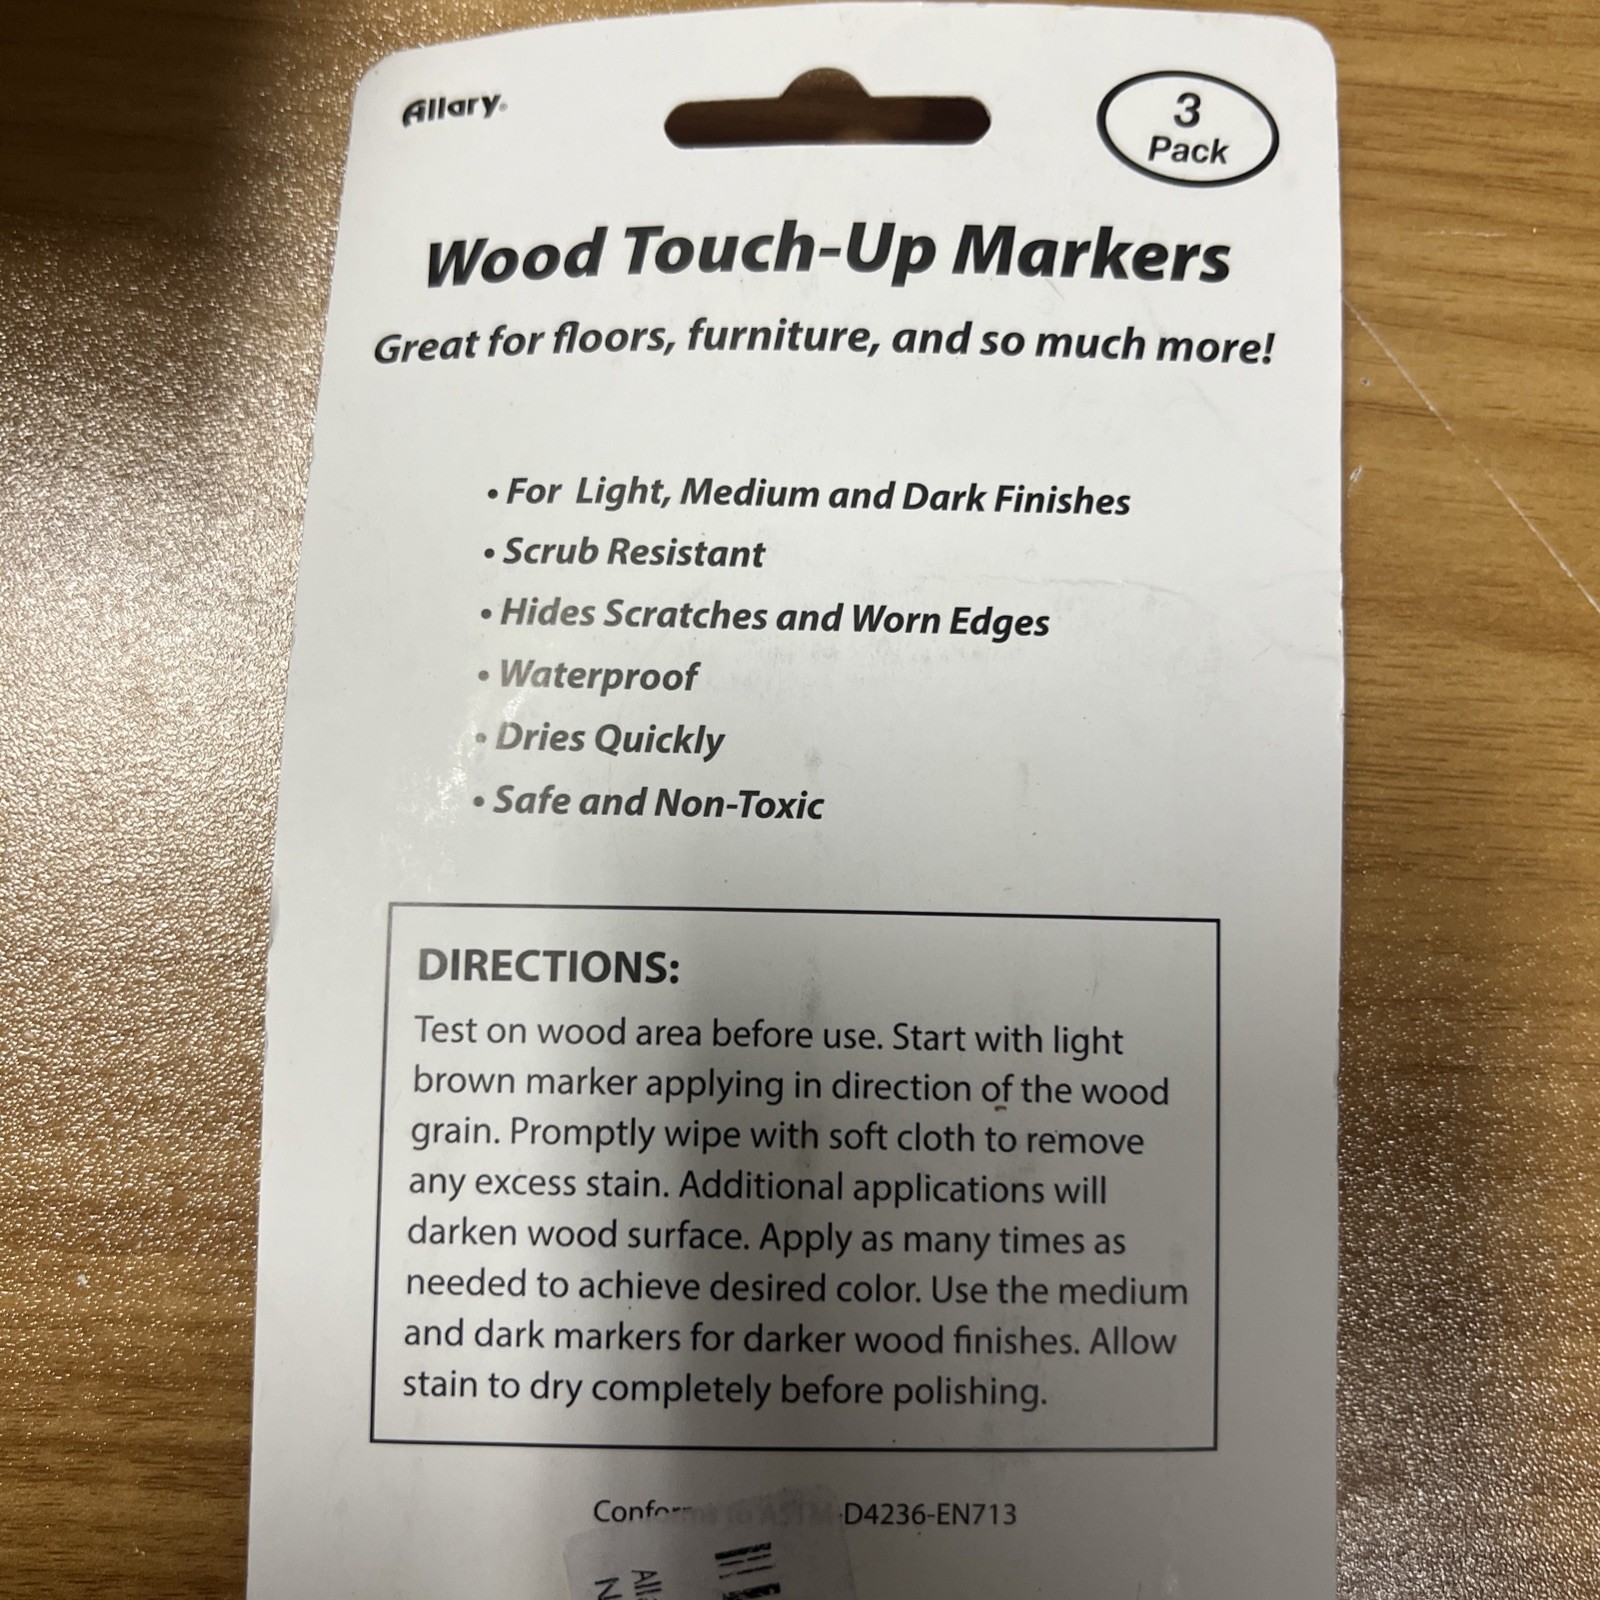 Allary®
3
Pack
Wood Touch-Up Markers
Great for floors, furniture, and so much more!
• For Light, Medium and Dark Finishes
• Scrub Resistant
• Hides Scratches and Worn Edges
• Waterproof
• Dries Quickly
• Safe and Non-Toxic
DIRECTIONS:
Test on wood area before use. Start with light
brown marker applying in direction of the wood
grain. Promptly wipe with soft cloth to remove
any excess stain. Additional applications will
darken wood surface. Apply as many times as
needed to achieve desired color. Use the medium
and dark markers for darker wood finishes. Allow
stain to dry completely before polishing.
Conforms to ASTM-D4236-EN713